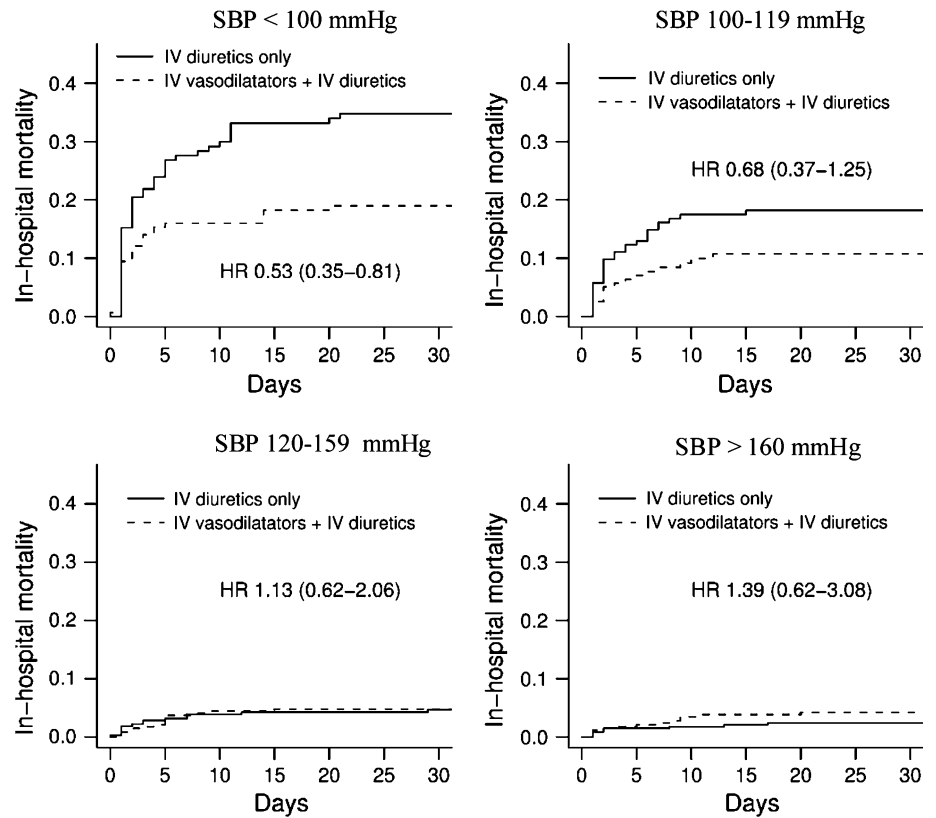 SBP < 100 mmHg
IV diuretics only
IV vasodilatators + IV diuretics
HR 0.53 (0.35–0.81)
In–hospital mortality
0.4
0.3
0.2
0.1
0.0
0 5 10 15 20 25 30
Days
SBP 100-119 mmHg
IV diuretics only
IV vasodilatators + IV diuretics
HR 0.68 (0.37–1.25)
In–hospital mortality
0.4
0.3
0.2
0.1
0.0
0 5 10 15 20 25 30
Days
SBP 120-159 mmHg
IV diuretics only
IV vasodilatators + IV diuretics
HR 1.13 (0.62–2.06)
In–hospital mortality
0.4
0.3
0.2
0.1
0.0
0 5 10 15 20 25 30
Days
SBP > 160 mmHg
IV diuretics only
IV vasodilatators + IV diuretics
HR 1.39 (0.62–3.08)
In–hospital mortality
0.4
0.3
0.2
0.1
0.0
0 5 10 15 20 25 30
Days